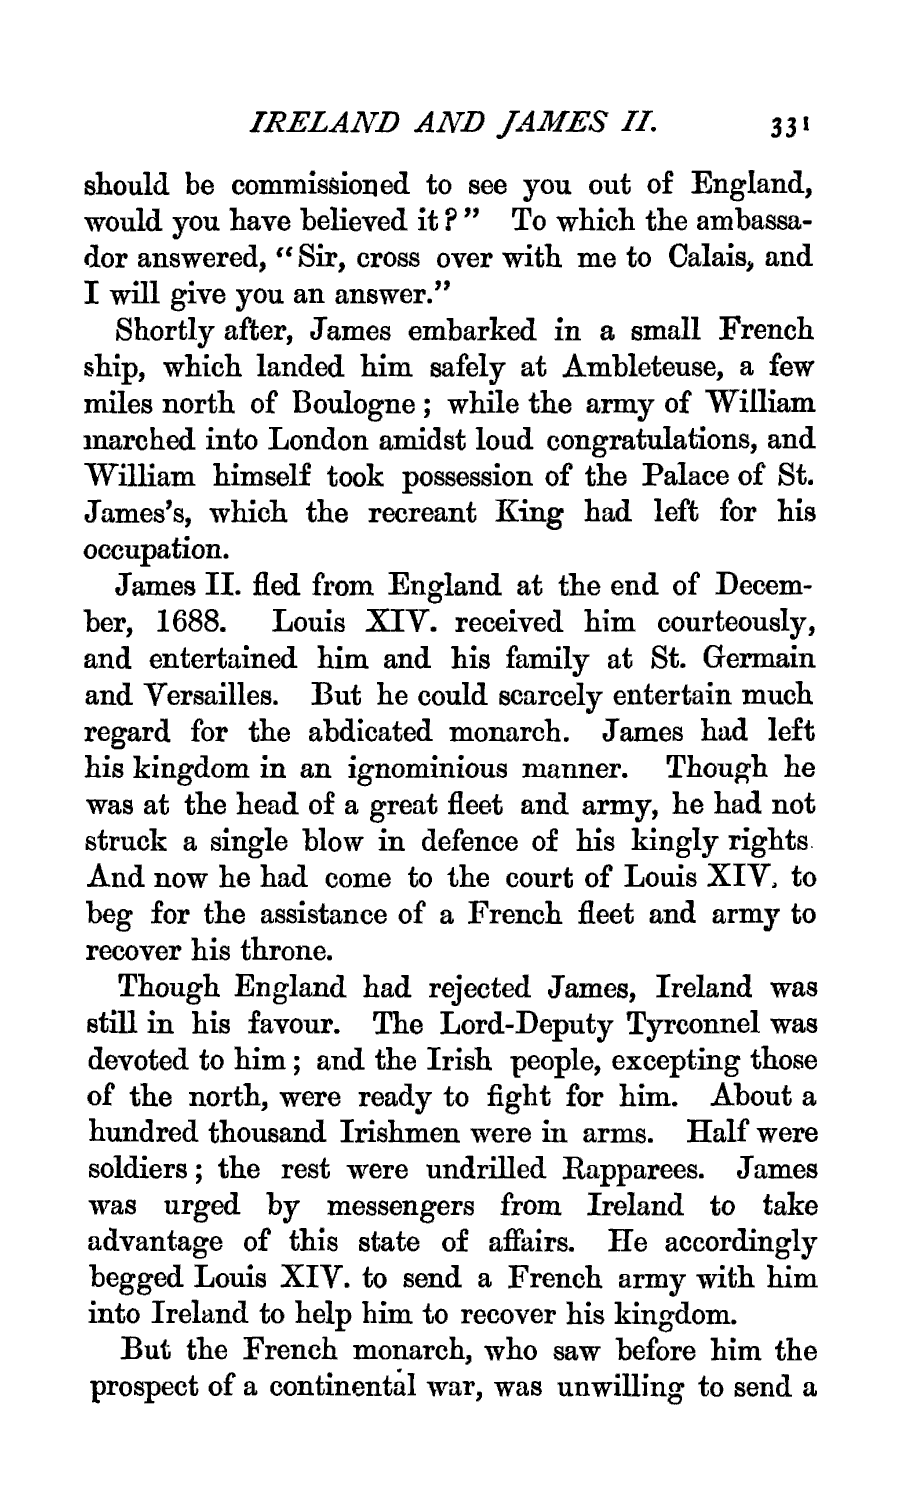 IRELAND AND JAMES II. 331
should be commissioned to see you out of England,
would you have believed it?” To which the ambassa-
dor answered, “Sir, cross over with me to Calais, and
I will give you an answer.”
Shortly after, James embarked in a small French
ship, which landed him safely at Ambleteuse, a few
miles north of Boulogne; while the army of William
marched into London amidst loud congratulations, and
William himself took possession of the Palace of St.
James’s, which the recreant King had left for his
occupation.
James II. fled from England at the end of Decem-
ber, 1688. Louis XIV. received him courteously,
and entertained him and his family at St. Germain
and Versailles. But he could scarcely entertain much
regard for the abdicated monarch. James had left
his kingdom in an ignominious manner. Though he
was at the head of a great fleet and army, he had not
struck a single blow in defence of his kingly rights.
And now he had come to the court of Louis XIV. to
beg for the assistance of a French fleet and army to
recover his throne.
Though England had rejected James, Ireland was
still in his favour. The Lord-Deputy Tyrconnel was
devoted to him; and the Irish people, excepting those
of the north, were ready to fight for him. About a
hundred thousand Irishmen were in arms. Half were
soldiers; the rest were undrilled Rapparees. James
was urged by messengers from Ireland to take
advantage of this state of affairs. He accordingly
begged Louis XIV. to send a French army with him
into Ireland to help him to recover his kingdom.
But the French monarch, who saw before him the
prospect of a continental war, was unwilling to send a